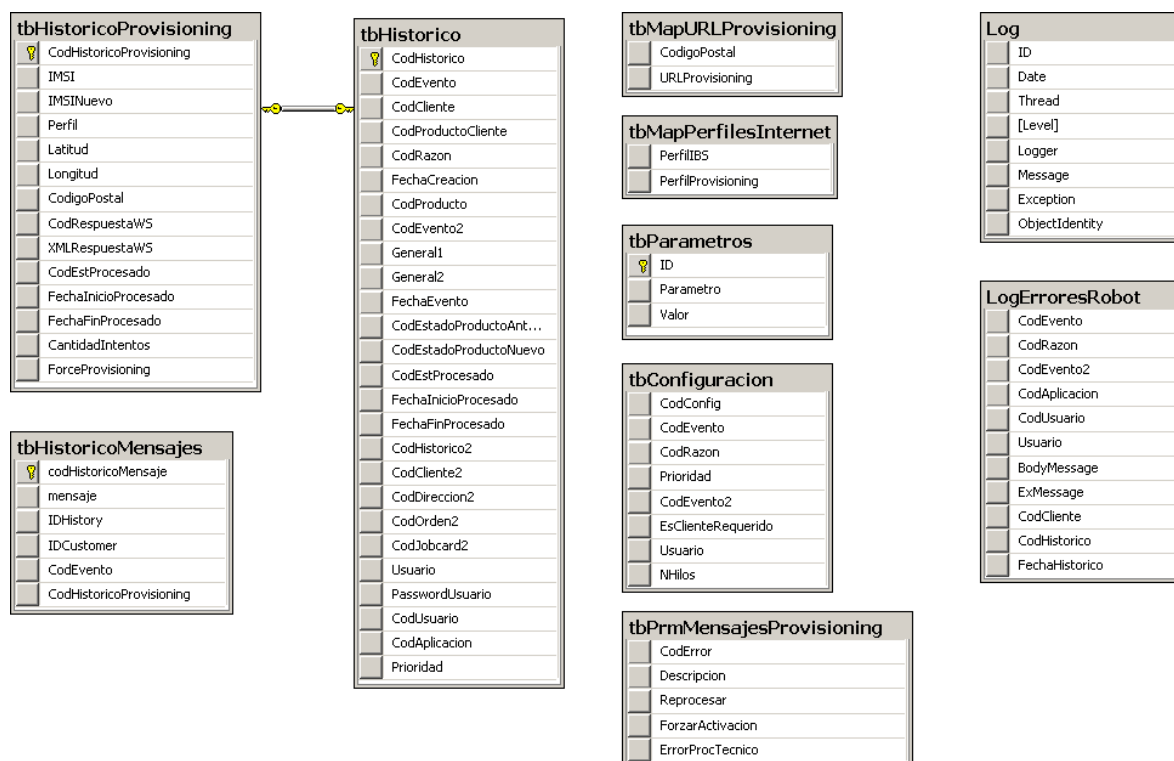 tbHistoricoProvisioning
CodHistoricoProvisioning
IMSI
IMSINuevo
Perfil
Latitud
Longitud
CodigoPostal
CodRespuestaWS
XMLRespuestaWS
CodEstProcesado
FechaInicioProcesado
FechaFinProcesado
CantidadIntentos
ForceProvisioning
tbHistoricoMensajes
codHistoricoMensaje
mensaje
IDHistory
IDCustomer
CodEvento
CodHistoricoProvisioning
tbHistorico
CodHistorico
CodEvento
CodCliente
CodProductoCliente
CodRazon
FechaCreacion
CodProducto
CodEvento2
General1
General2
FechaEvento
CodEstadoProductoAnt...
CodEstadoProductoNuevo
CodEstProcesado
FechaInicioProcesado
FechaFinProcesado
CodHistorico2
CodCliente2
CodDireccion2
CodOrden2
CodJobcard2
Usuario
PasswordUsuario
CodUsuario
CodAplicacion
Prioridad
tbMapURLProvisioning
CodigoPostal
URLProvisioning
tbMapPerfilesInternet
PerfilIBS
PerfilProvisioning
tbParametros
ID
Parametro
Valor
tbConfiguracion
CodConfig
CodEvento
CodRazon
Prioridad
CodEvento2
EsClienteRequerido
Usuario
NHilos
tbPrmMensajesProvisioning
CodError
Descripcion
Reprocesar
ForzarActivacion
ErrorProcTecnico
Log
ID
Date
Thread
[Level]
Logger
Message
Exception
ObjectIdentity
LogErroresRobot
CodEvento
CodRazon
CodEvento2
CodAplicacion
CodUsuario
Usuario
BodyMessage
ExMessage
CodCliente
CodHistorico
FechaHistorico